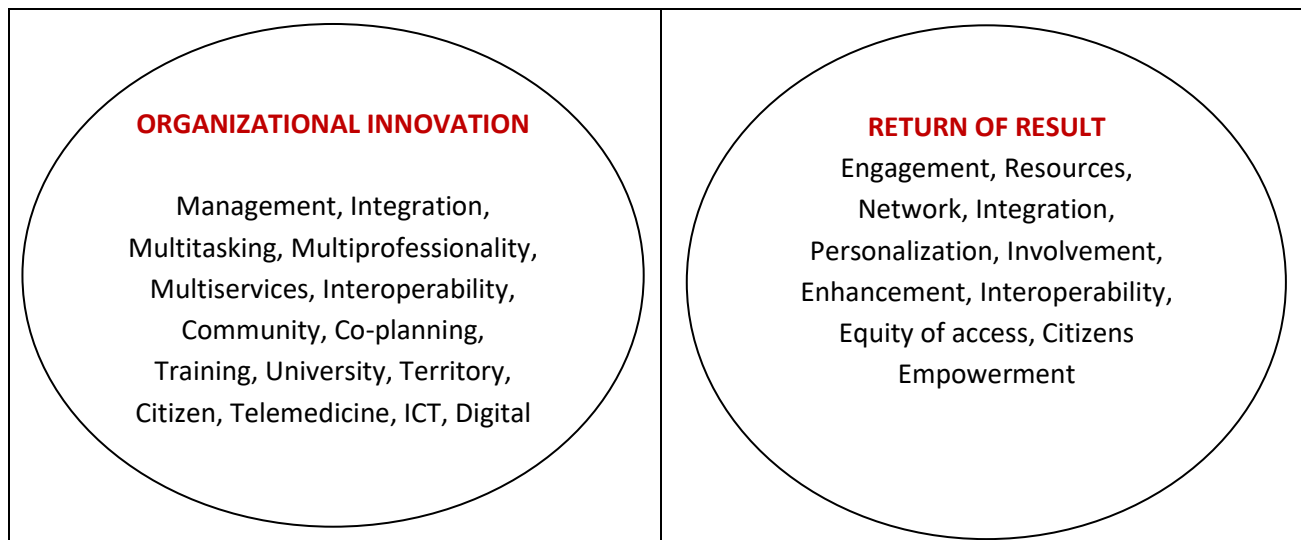 ORGANIZATIONAL INNOVATION
Management, Integration,
Multitasking, Multiprofessionality,
Multiservices, Interoperability,
Community, Co-planning,
Training, University, Territory,
Citizen, Telemedicine, ICT, Digital
RETURN OF RESULT
Engagement, Resources,
Network, Integration,
Personalization, Involvement,
Enhancement, Interoperability,
Equity of access, Citizens
Empowerment